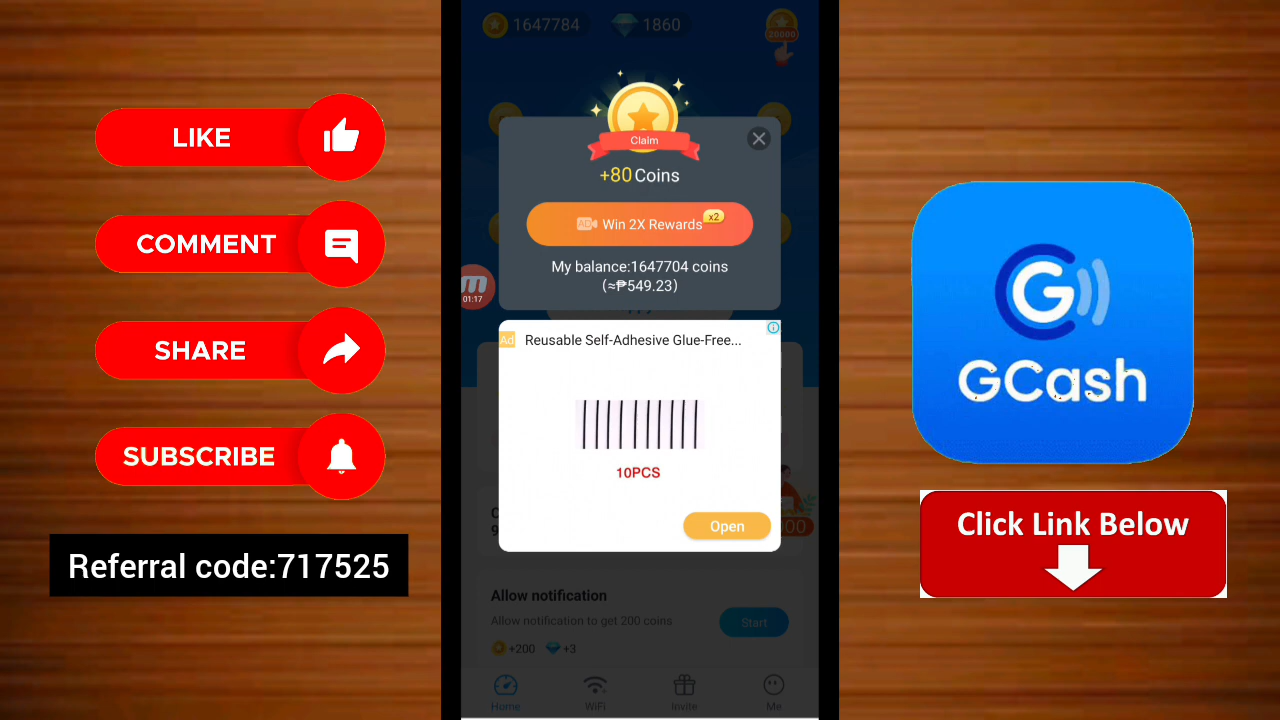 LIKE
COMMENT
SHARE
SUBSCRIBE
Referral code:717525
1647784
1860
20000
Claim
+80 Coins
AD Win 2X Rewards x2
My balance:1647704 coins
(≈₱549.23)
01:17
Ad Reusable Self-Adhesive Glue-Free...
10PCS
Open
Allow notification
Allow notification to get 200 coins
Start
+200 +3
Home WiFi Invite Me
GCash
Click Link Below